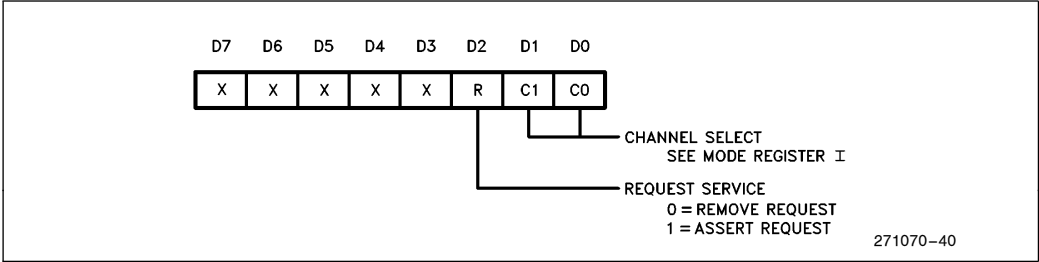 D7 D6 D5 D4 D3 D2 D1 D0
X X X X X R C1 C0
CHANNEL SELECT
SEE MODE REGISTER I
REQUEST SERVICE
0 = REMOVE REQUEST
1 = ASSERT REQUEST
271070–40